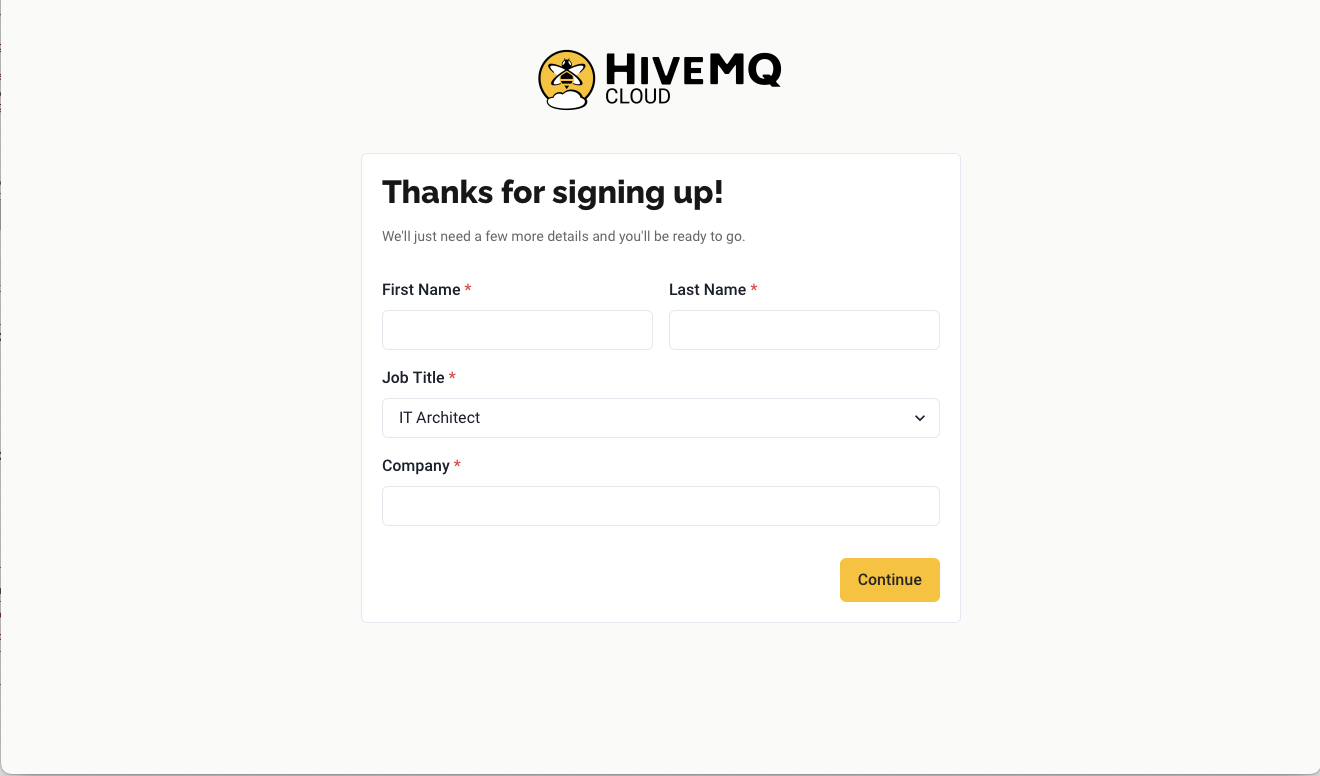 HIVEMQ
CLOUD
Thanks for signing up!
We'll just need a few more details and you'll be ready to go.
First Name * Last Name *
Job Title *
IT Architect
Company *
Continue